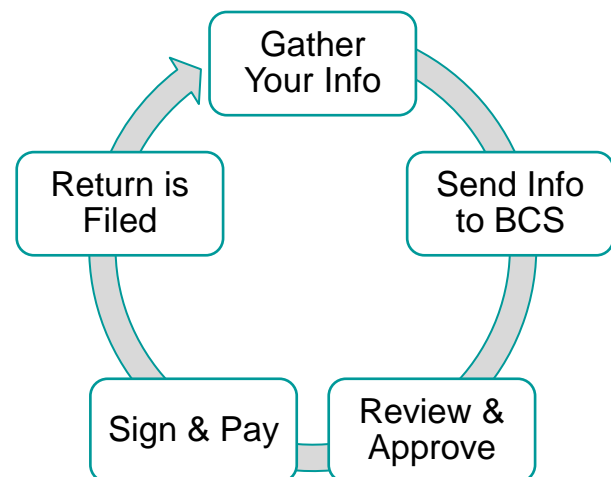 Gather
Your Info
Send Info
to BCS
Review &
Approve
Sign & Pay
Return is
Filed